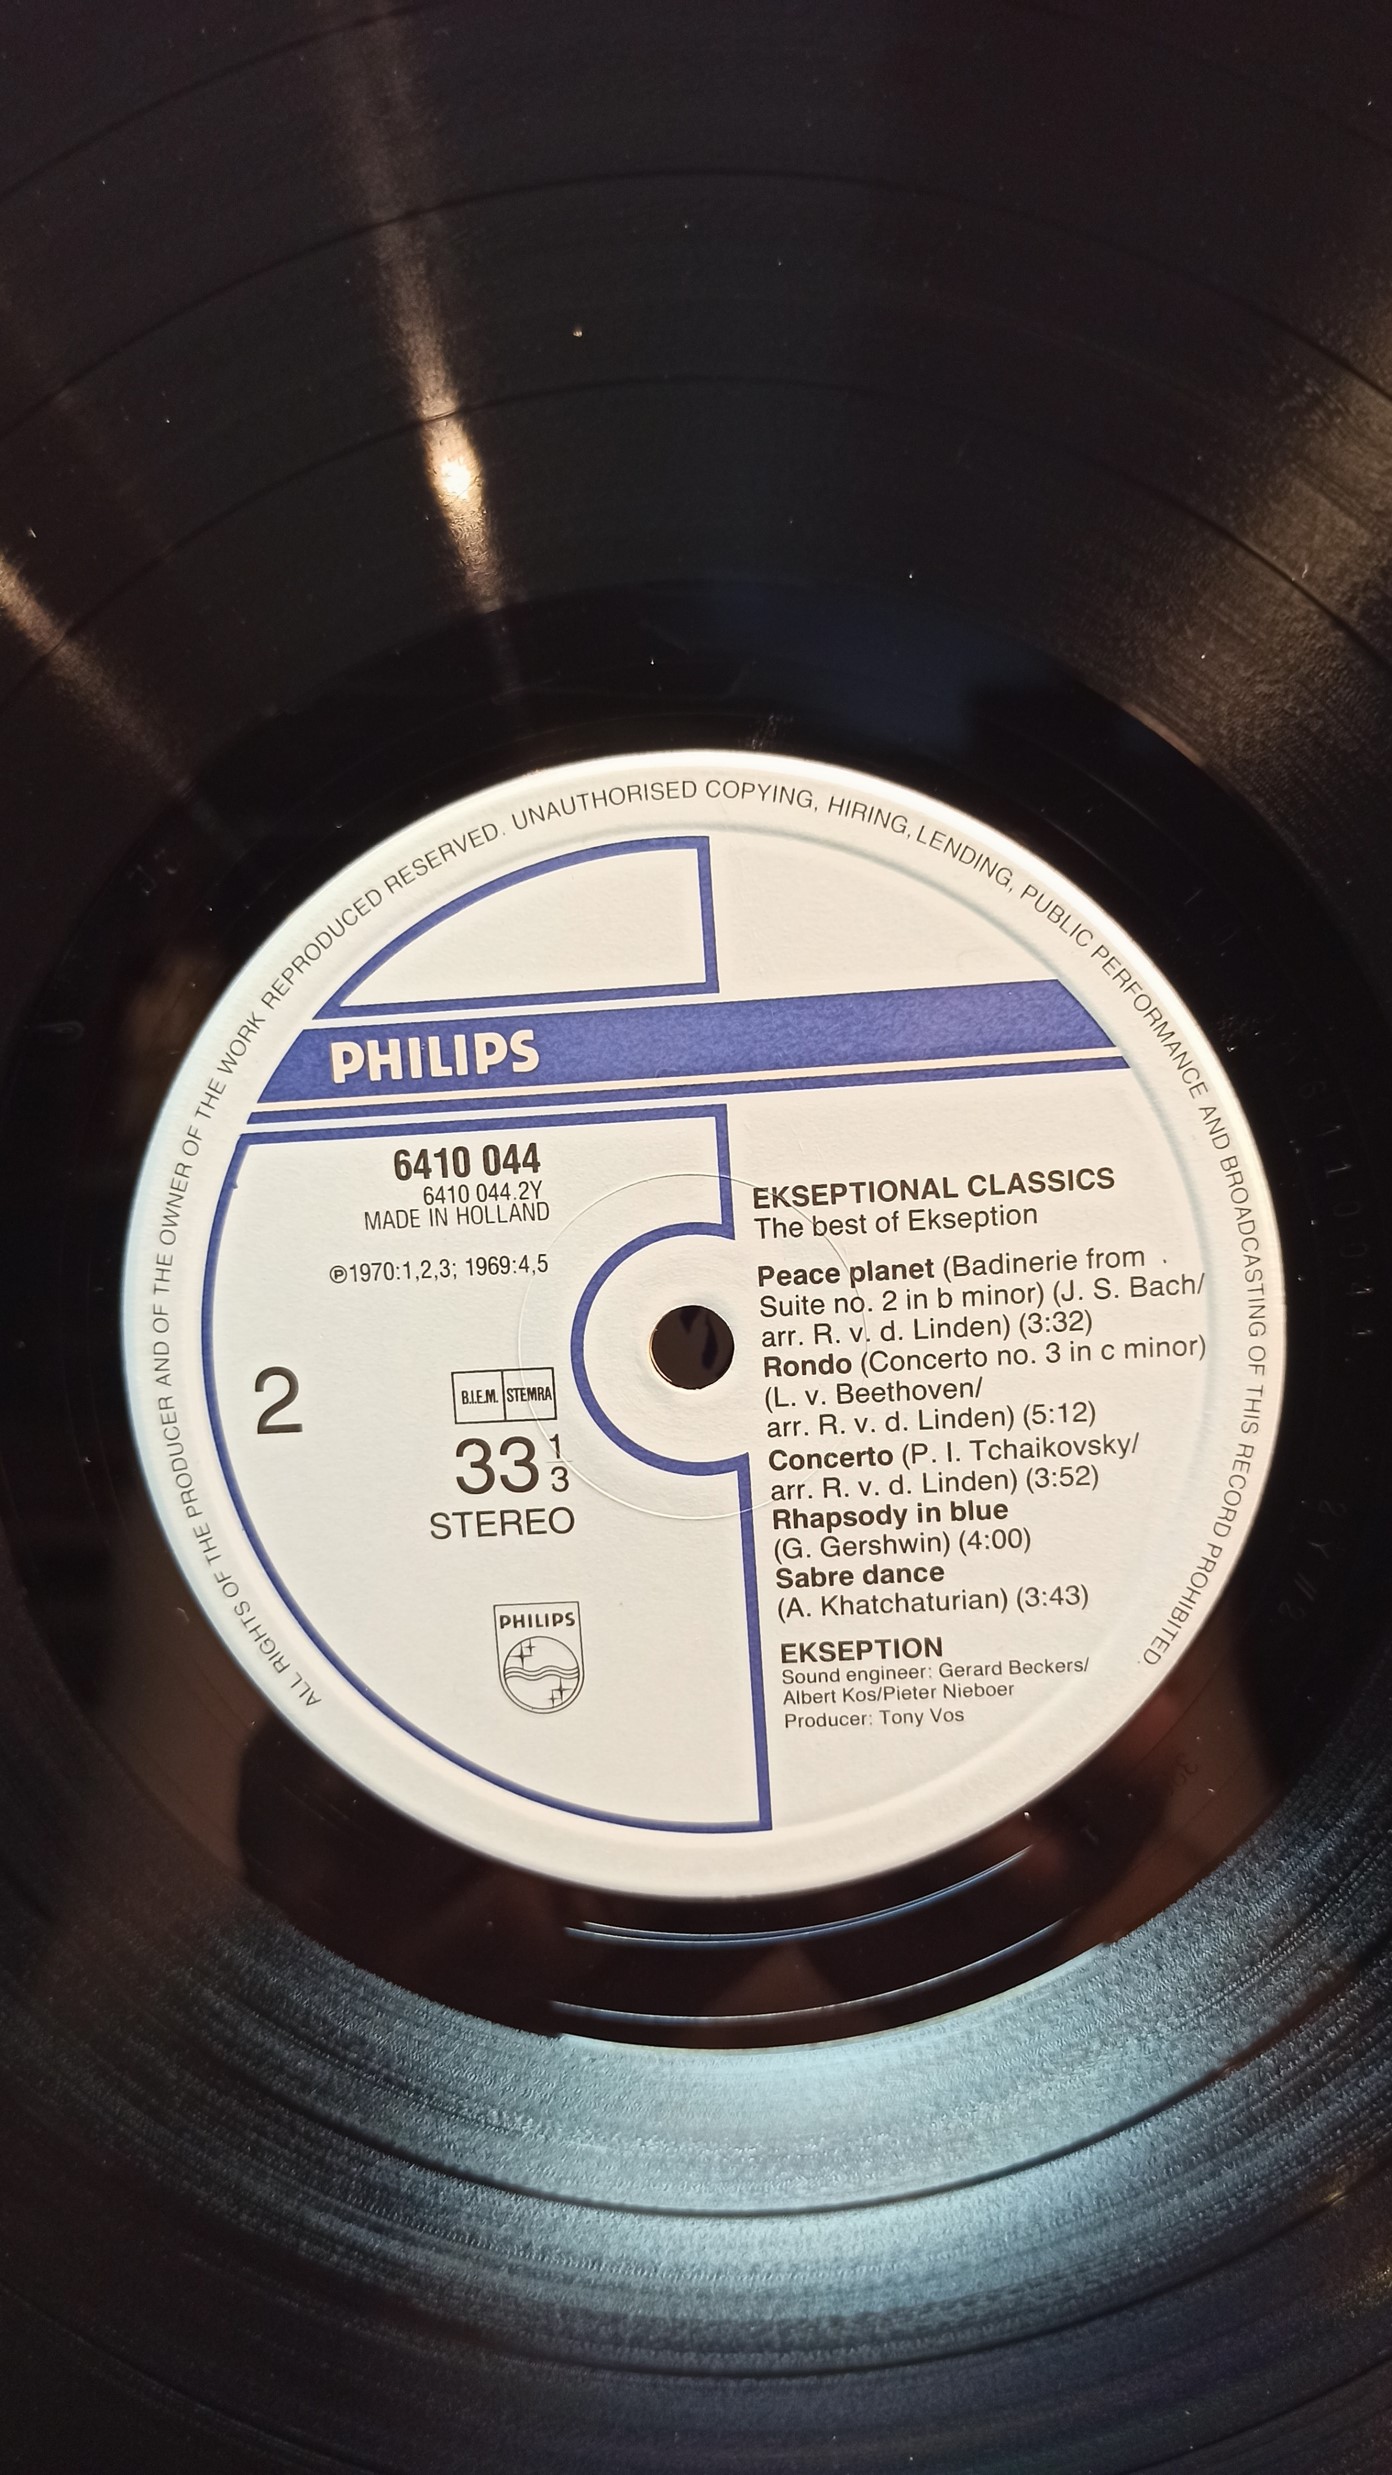 ALL RIGHTS OF THE PRODUCER AND OF THE OWNER OF THE WORK REPRODUCED RESERVED. UNAUTHORISED COPYING, HIRING, LENDING, PUBLIC PERFORMANCE AND BROADCASTING OF THIS RECORD PROHIBITED.
PHILIPS
6410 044
6410 044.2Y
MADE IN HOLLAND
℗1970:1,2,3; 1969:4,5
2
B.I.E.M. STEMRA
33 1/3
STEREO
PHILIPS
EKSEPTIONAL CLASSICS
The best of Ekseption
Peace planet (Badinerie from
Suite no. 2 in b minor) (J. S. Bach/
arr. R. v. d. Linden) (3:32)
Rondo (Concerto no. 3 in c minor)
(L. v. Beethoven/
arr. R. v. d. Linden) (5:12)
Concerto (P. I. Tchaikovsky/
arr. R. v. d. Linden) (3:52)
Rhapsody in blue
(G. Gershwin) (4:00)
Sabre dance
(A. Khatchaturian) (3:43)
EKSEPTION
Sound engineer: Gerard Beckers/
Albert Kos/Pieter Nieboer
Producer: Tony Vos